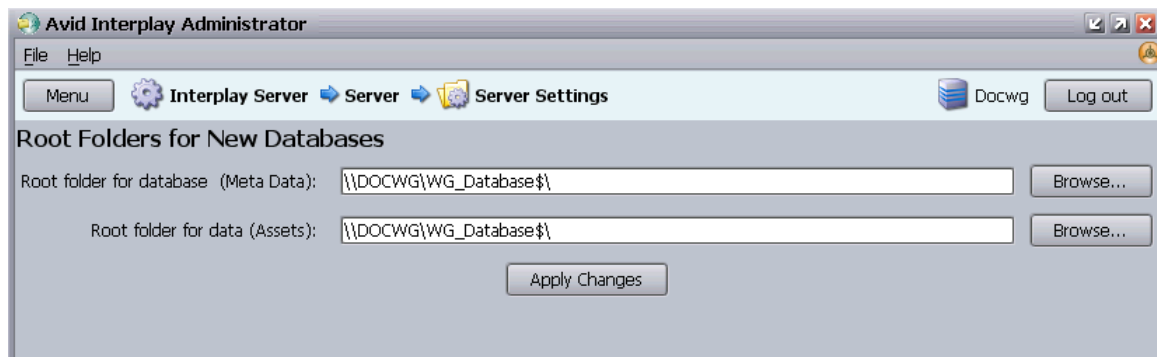 Avid Interplay Administrator
File Help
Menu Interplay Server Server Server Settings Docwg Log out
Root Folders for New Databases
Root folder for database (Meta Data): \\DOCWG\WG_Database$\ Browse...
Root folder for data (Assets): \\DOCWG\WG_Database$\ Browse...
Apply Changes